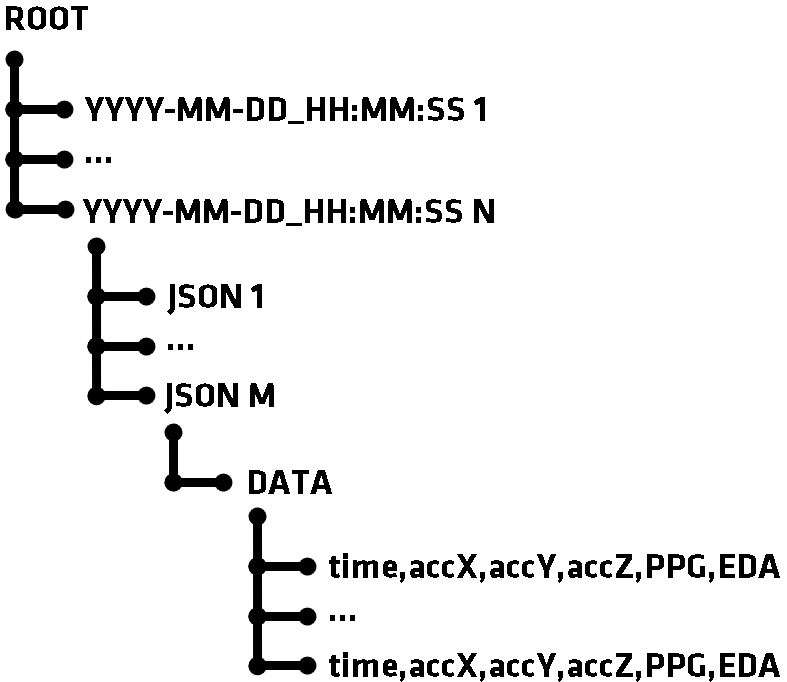 ROOT
YYYY-MM-DD_HH:MM:SS 1
...
YYYY-MM-DD_HH:MM:SS N
JSON 1
...
JSON M
DATA
time,accX,accY,accZ,PPG,EDA
...
time,accX,accY,accZ,PPG,EDA